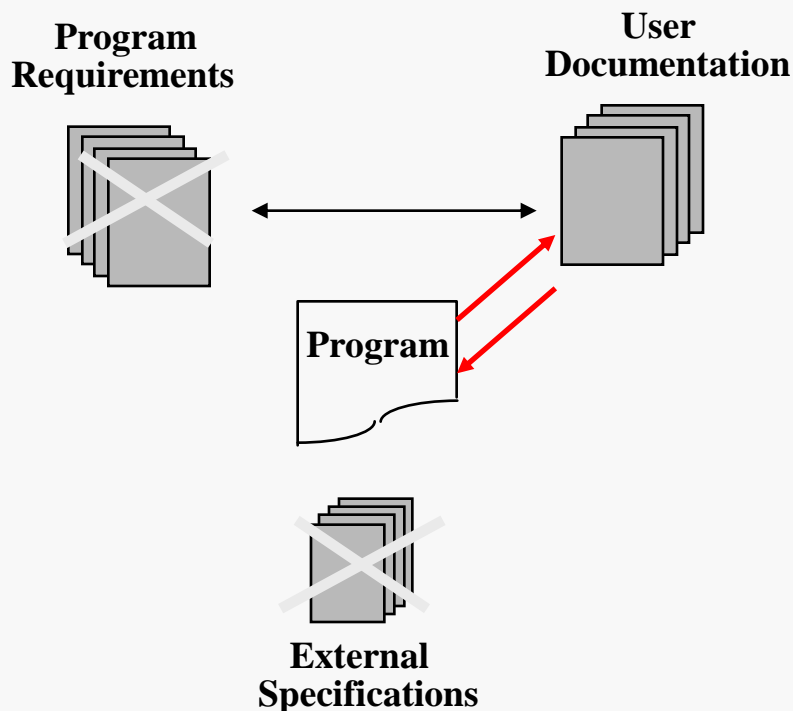 Program
Requirements
User
Documentation
Program
External
Specifications